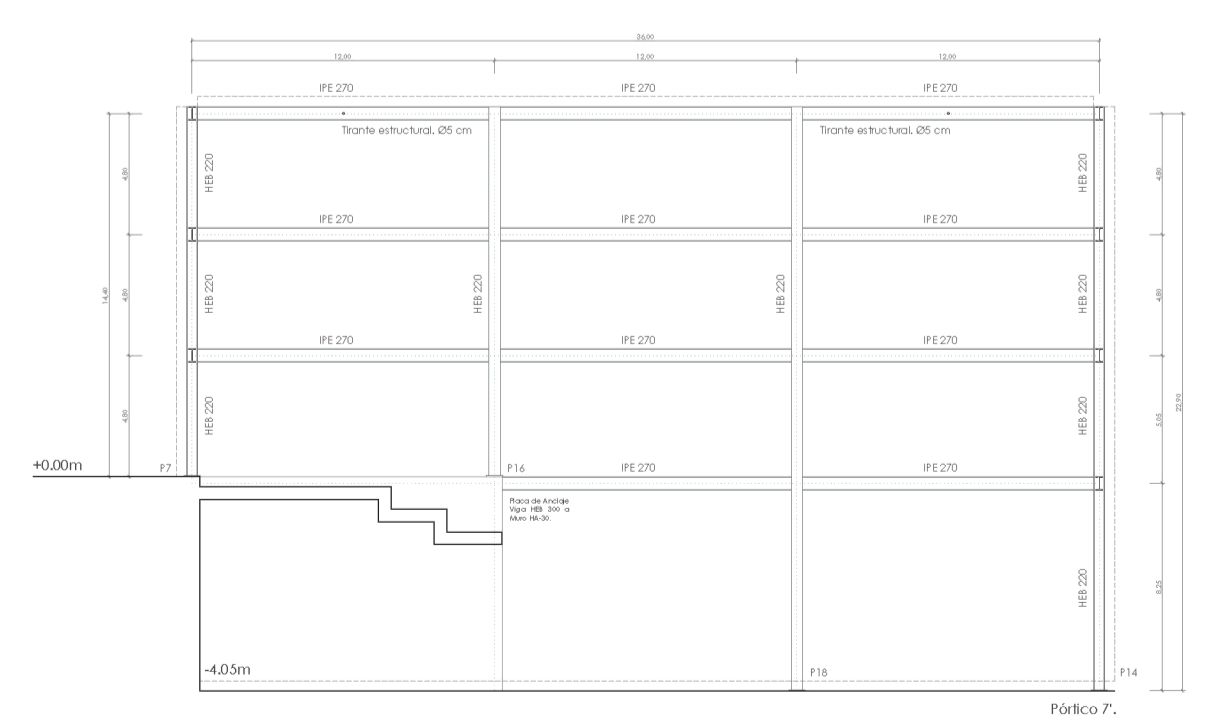 36,00
12,00 12,00 12,00
IPE 270 IPE 270 IPE 270
Tirante estructural. Ø5 cm Tirante estructural. Ø5 cm
4,80 HEB 220 HEB 220 4,80
IPE 270 IPE 270 IPE 270
14,40 4,80 HEB 220 HEB 220 HEB 220 HEB 220 4,80
IPE 270 IPE 270 IPE 270
22,90
4,80 HEB 220 HEB 220 5,05
+0.00m P7 P16 IPE 270 IPE 270
Placa de Anclaje
Viga HEB 300 a
Muro HA-30.
HEB 220 8,25
-4.05m P18 P14
Pórtico 7'.